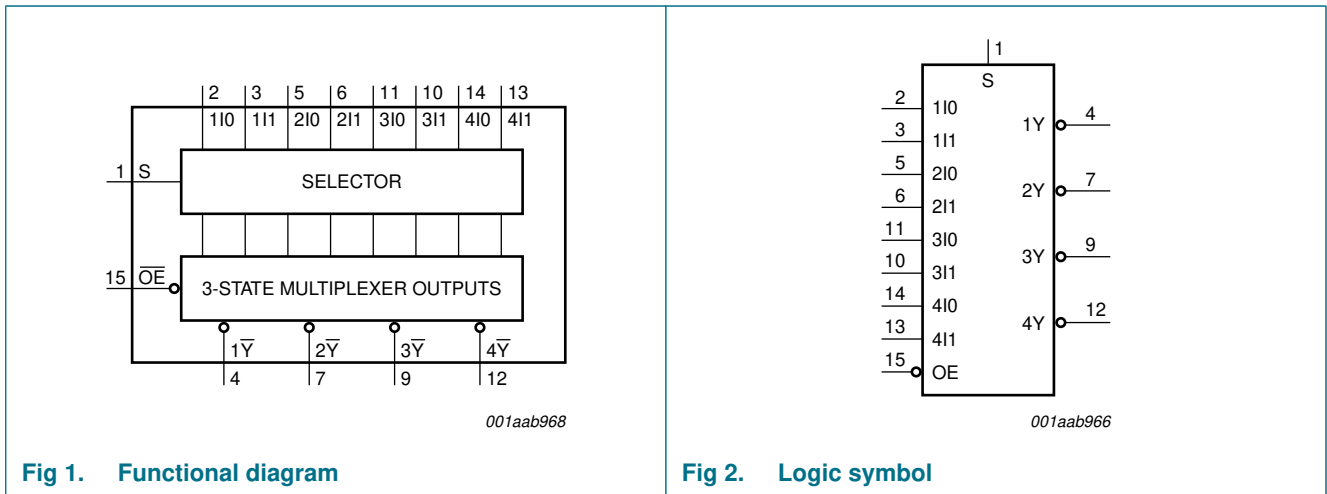 2 3 5 6 11 10 14 13
1I0 1I1 2I0 2I1 3I0 3I1 4I0 4I1
1 S
SELECTOR
15 O̅E̅
3-STATE MULTIPLEXER OUTPUTS
1Y̅ 2Y̅ 3Y̅ 4Y̅
4 7 9 12
001aab968
Fig 1. Functional diagram
1
S
2 1I0
3 1I1
5 2I0
6 2I1
11 3I0
10 3I1
14 4I0
13 4I1
15 OE
1Y 4
2Y 7
3Y 9
4Y 12
001aab966
Fig 2. Logic symbol